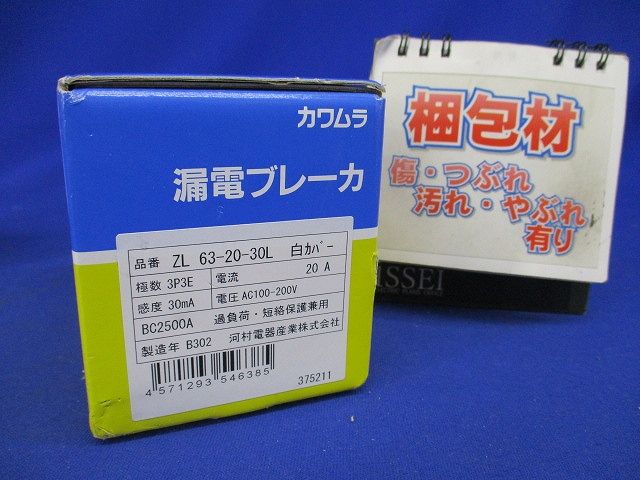 カワムラ
漏電ブレーカ
品番 ZL 63-20-30L 白カバー
極数 3P3E 電流 20 A
感度 30mA 電圧 AC100-200V
BC2500A 過負荷・短絡保護兼用
製造年 B302 河村電器産業株式会社
4 571293 546385
375211
梱包材
傷・つぶれ
汚れ・やぶれ
有り